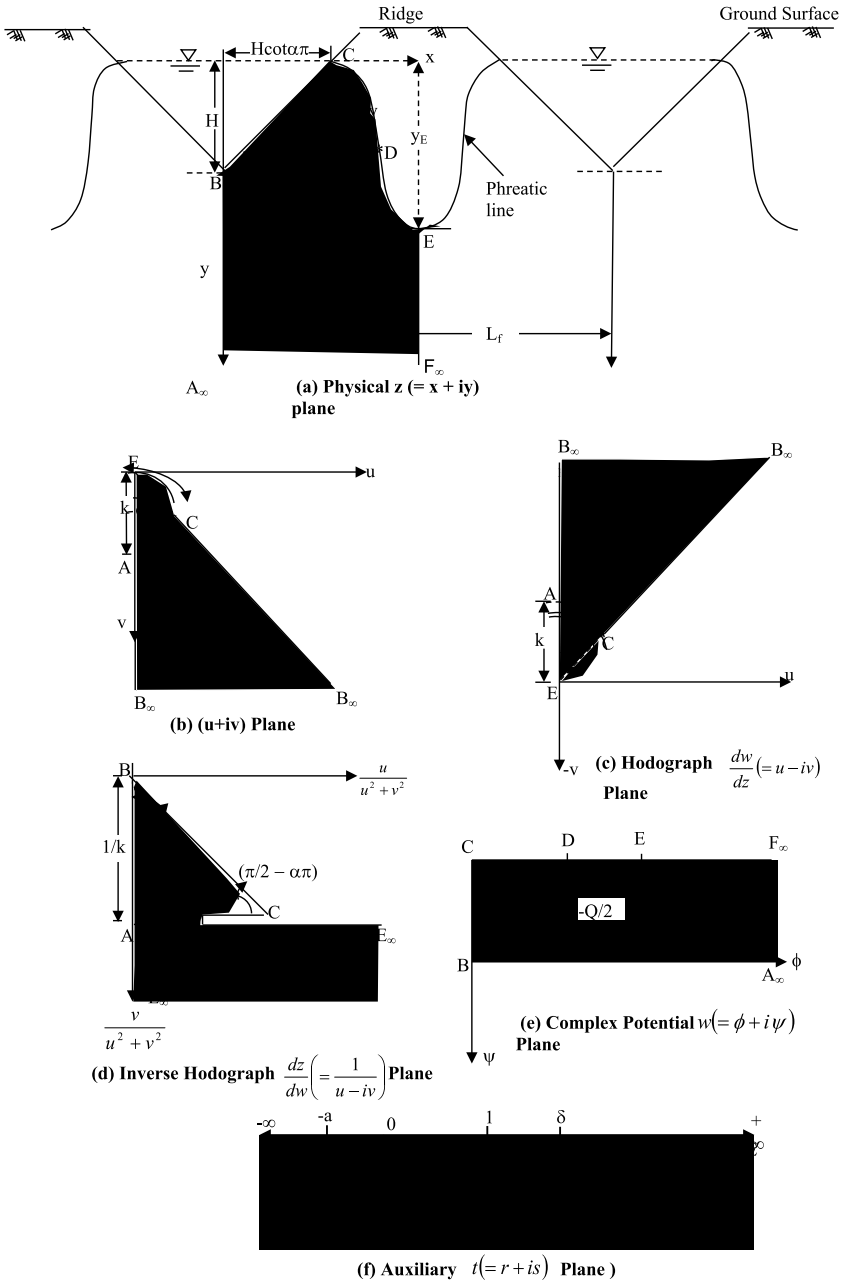 Ridge
Ground Surface
Hcotαπ
C
x
H
y_E
D
B
Phreatic
line
E
y
L_f
F∞
A∞
(a) Physical z (= x + iy)
plane
E
u
k
C
A
v
B∞
B∞
(b) (u+iv) Plane
B∞
B∞
A
k
C
E
u
-v
(c) Hodograph dw/dz (= u − iv)
Plane
B
u/(u² + v²)
1/k
(π/2 − απ)
C
A
E∞
v/(u² + v²)
(d) Inverse Hodograph dz/dw (= 1/(u − iv)) Plane
C
D
E
F∞
-Q/2
B
A∞
ϕ
ψ
(e) Complex Potential w(= ϕ + iψ)
Plane
-∞
-a
0
1
δ
+
∞
(f) Auxiliary t(= r + is) Plane )